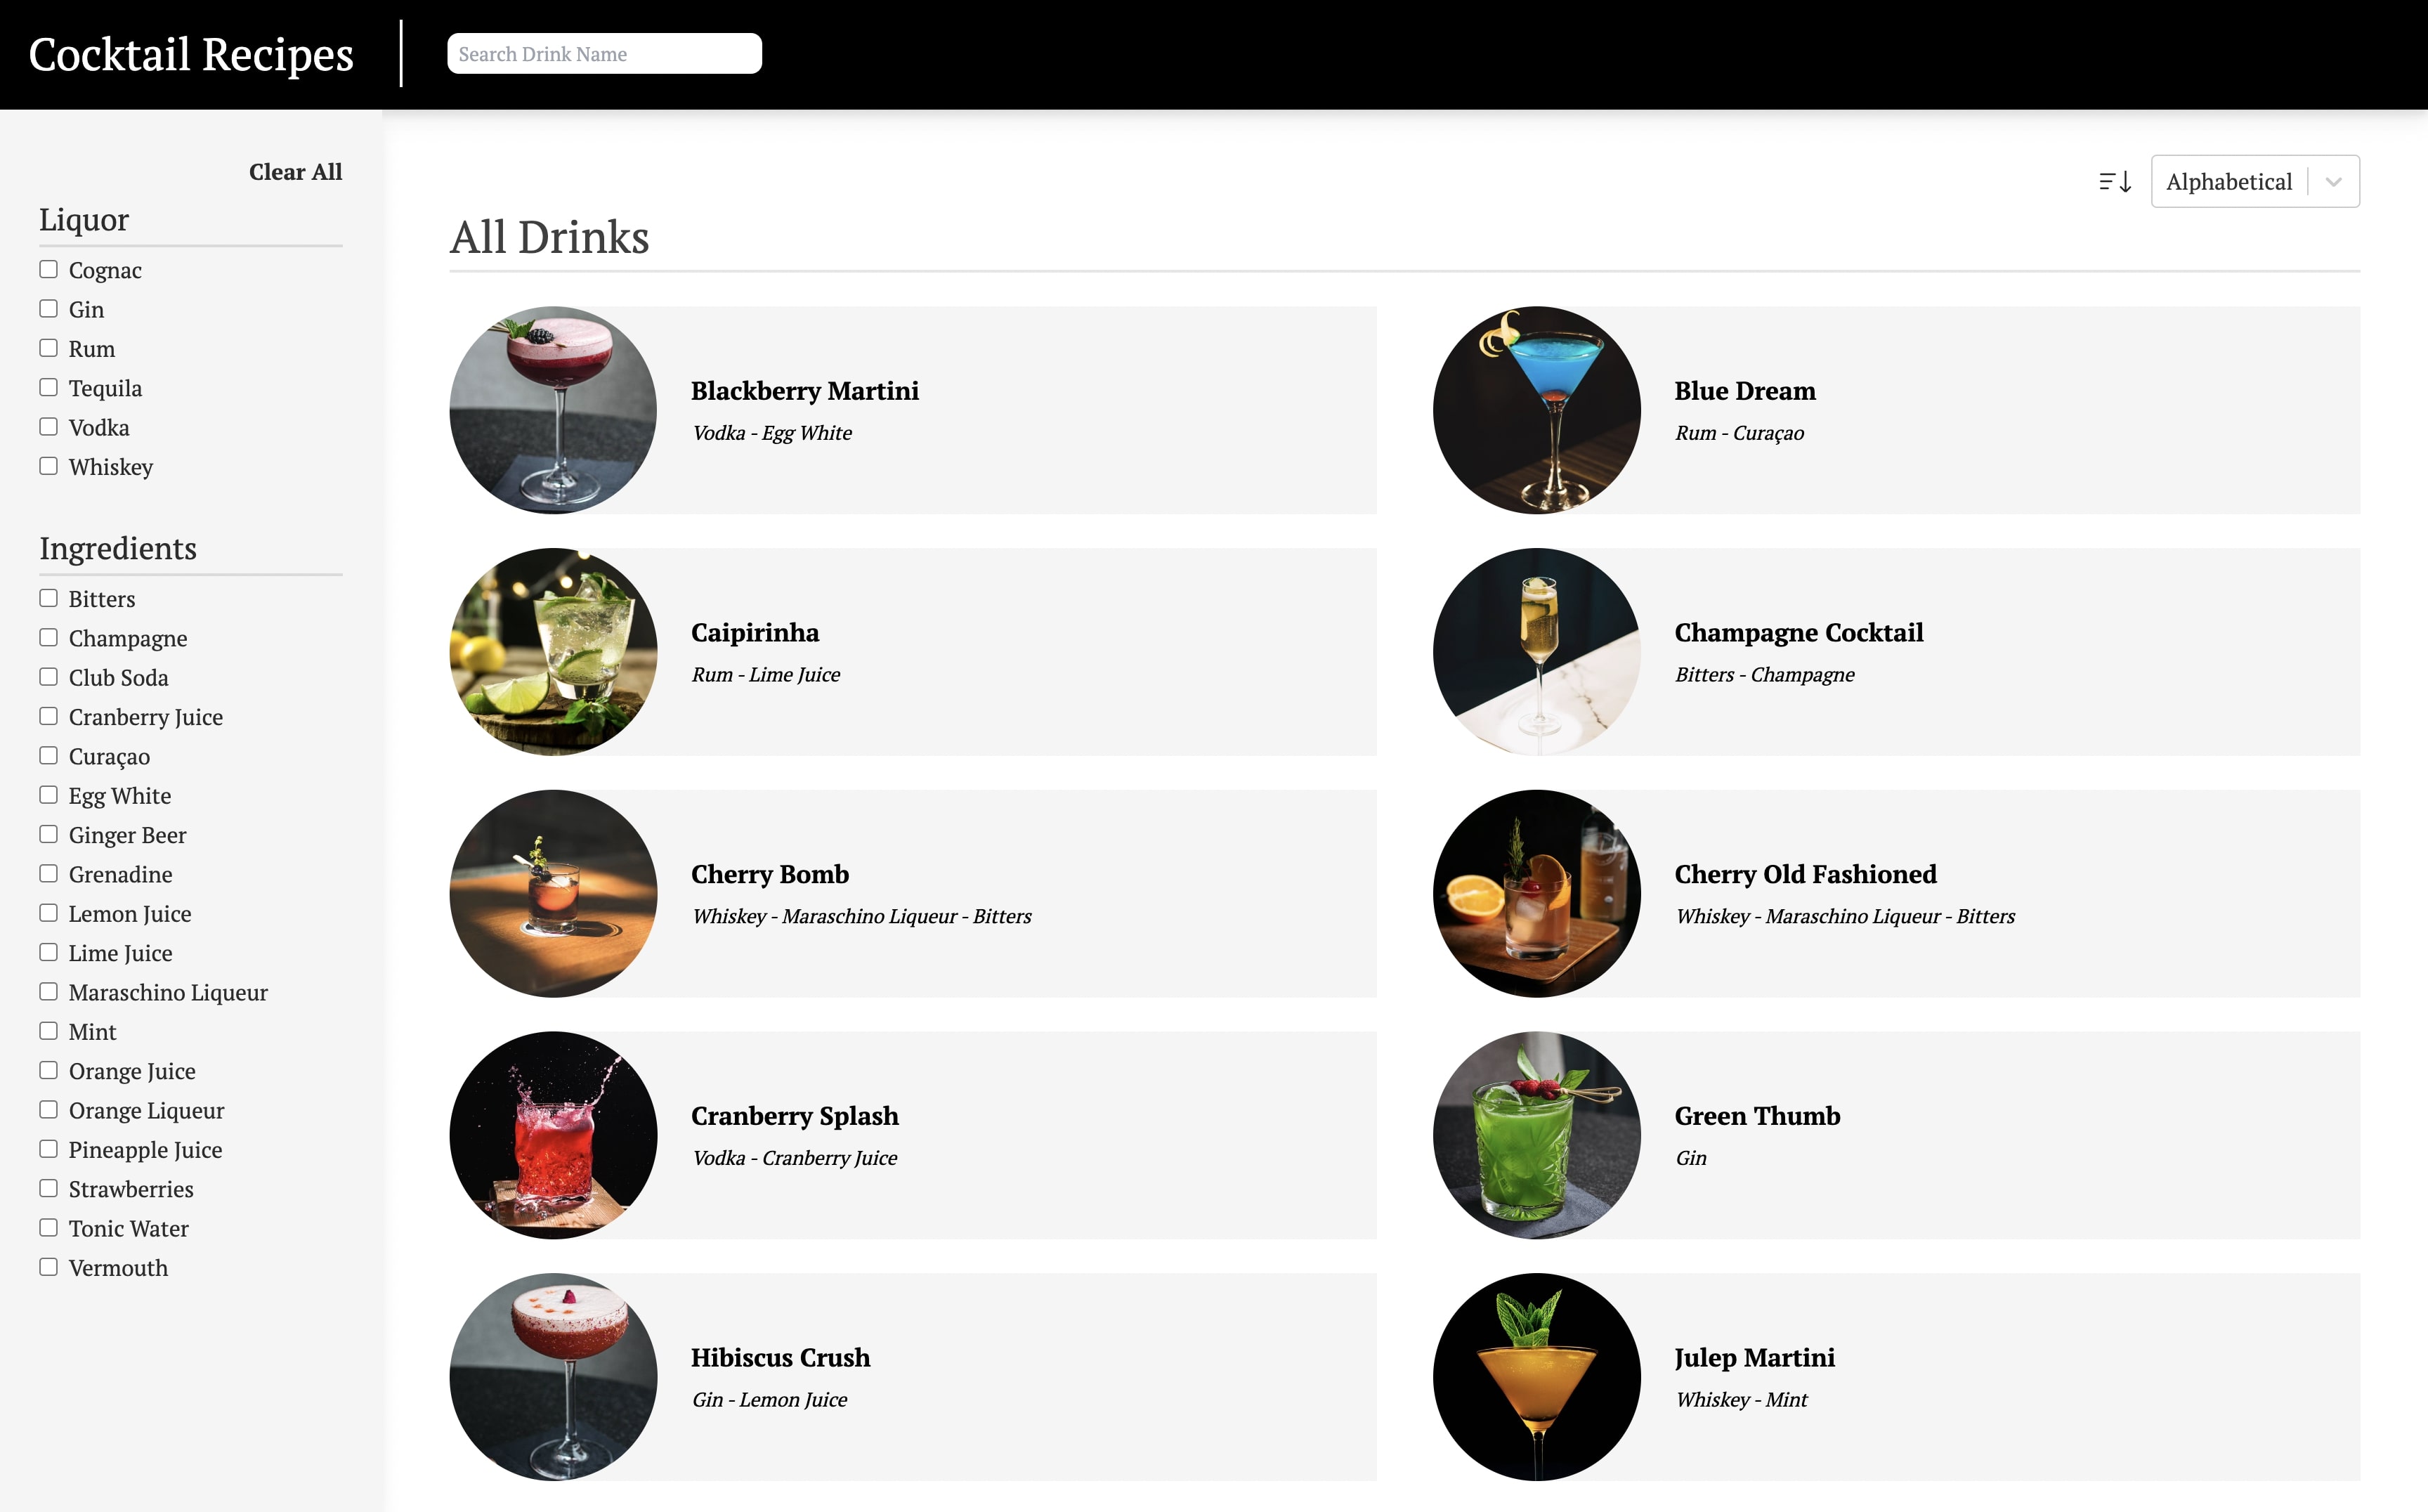 Cocktail Recipes
Search Drink Name
Clear All
Liquor
Cognac
Gin
Rum
Tequila
Vodka
Whiskey
Ingredients
Bitters
Champagne
Club Soda
Cranberry Juice
Curaçao
Egg White
Ginger Beer
Grenadine
Lemon Juice
Lime Juice
Maraschino Liqueur
Mint
Orange Juice
Orange Liqueur
Pineapple Juice
Strawberries
Tonic Water
Vermouth
Alphabetical
All Drinks
Blackberry Martini
Vodka - Egg White
Blue Dream
Rum - Curaçao
Caipirinha
Rum - Lime Juice
Champagne Cocktail
Bitters - Champagne
Cherry Bomb
Whiskey - Maraschino Liqueur - Bitters
Cherry Old Fashioned
Whiskey - Maraschino Liqueur - Bitters
Cranberry Splash
Vodka - Cranberry Juice
Green Thumb
Gin
Hibiscus Crush
Gin - Lemon Juice
Julep Martini
Whiskey - Mint